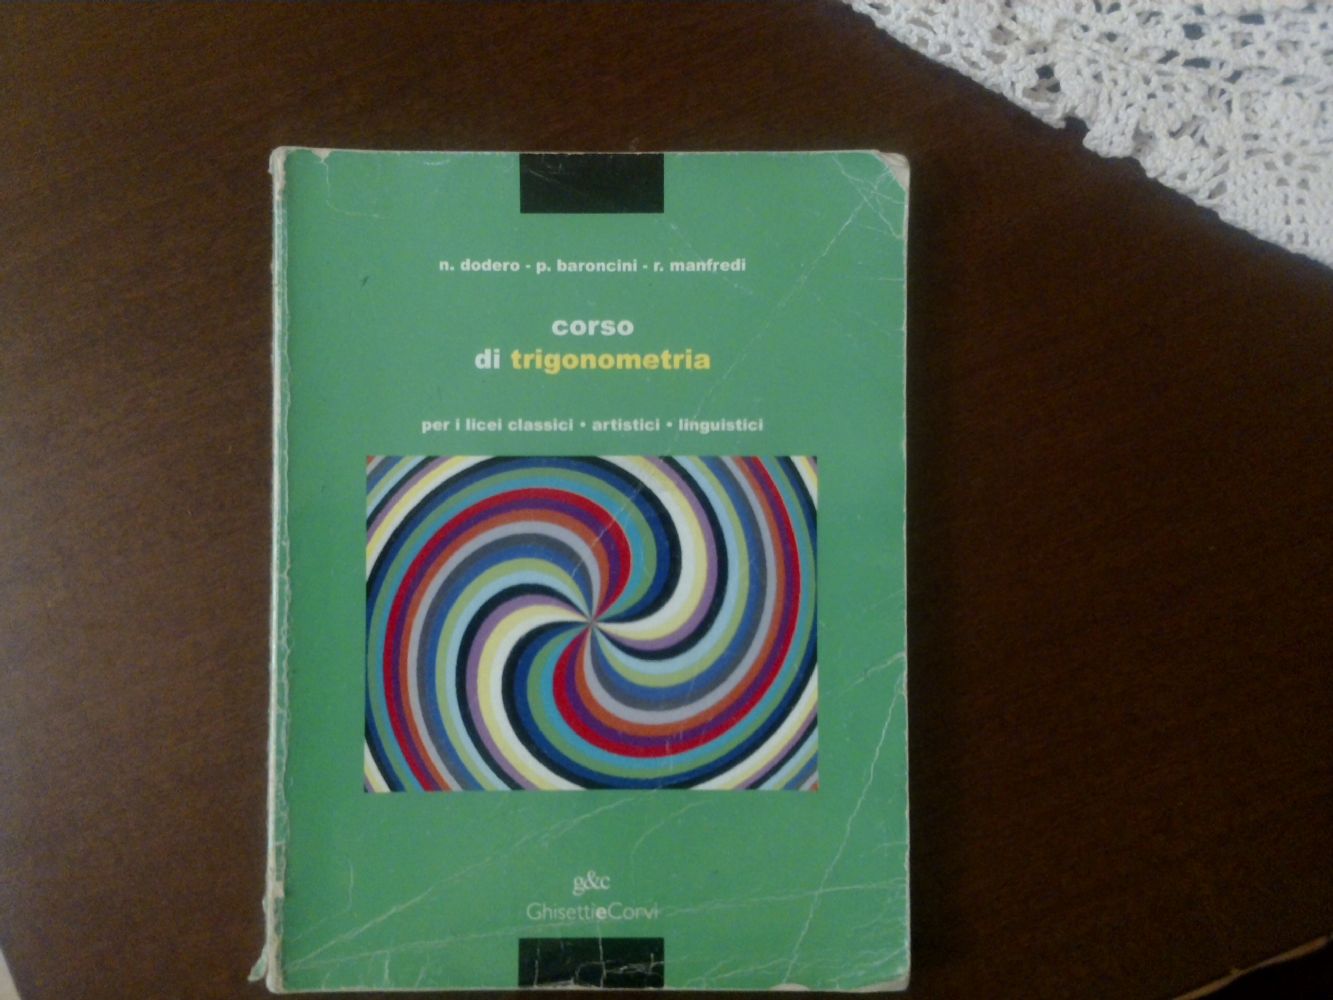 n. dodero - p. baroncini - r. manfredi
corso
di trigonometria
per i licei classici • artistici • linguistici
g&c
GhisettieCorvi